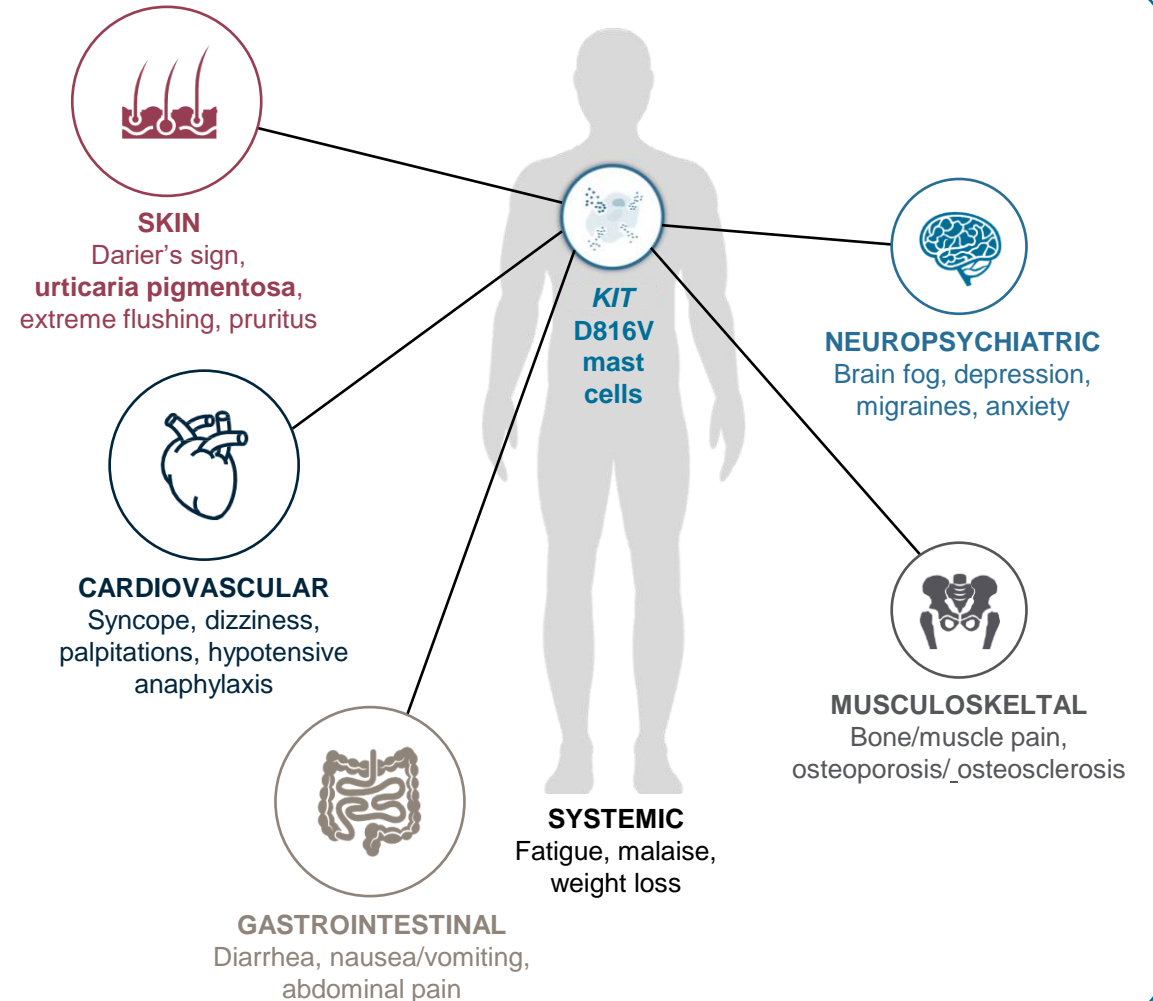 SKIN
Darier's sign,
urticaria pigmentosa,
extreme flushing, pruritus
KIT
D816V
mast
cells
NEUROPSYCHIATRIC
Brain fog, depression,
migraines, anxiety
CARDIOVASCULAR
Syncope, dizziness,
palpitations, hypotensive
anaphylaxis
MUSCULOSKELTAL
Bone/muscle pain,
osteoporosis/ osteosclerosis
SYSTEMIC
Fatigue, malaise,
weight loss
GASTROINTESTINAL
Diarrhea, nausea/vomiting,
abdominal pain